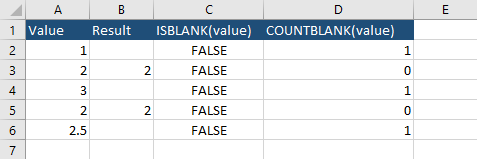 A B C D E
1 Value Result ISBLANK(value) COUNTBLANK(value)
2 1 FALSE 1
3 2 2 FALSE 0
4 3 FALSE 1
5 2 2 FALSE 0
6 2.5 FALSE 1
7